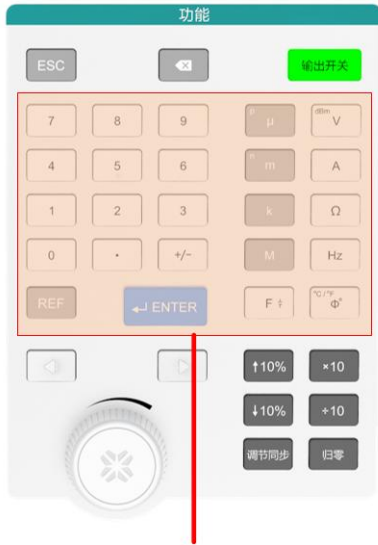 功能
ESC
输出开关
7 8 9 p μ dBm V
4 5 6 n m A
1 2 3 k Ω
0 · +/- M Hz
REF ↵ ENTER F ÷ °C / °F Φ°
↑10% ×10
↓10% ÷10
调节同步 归零